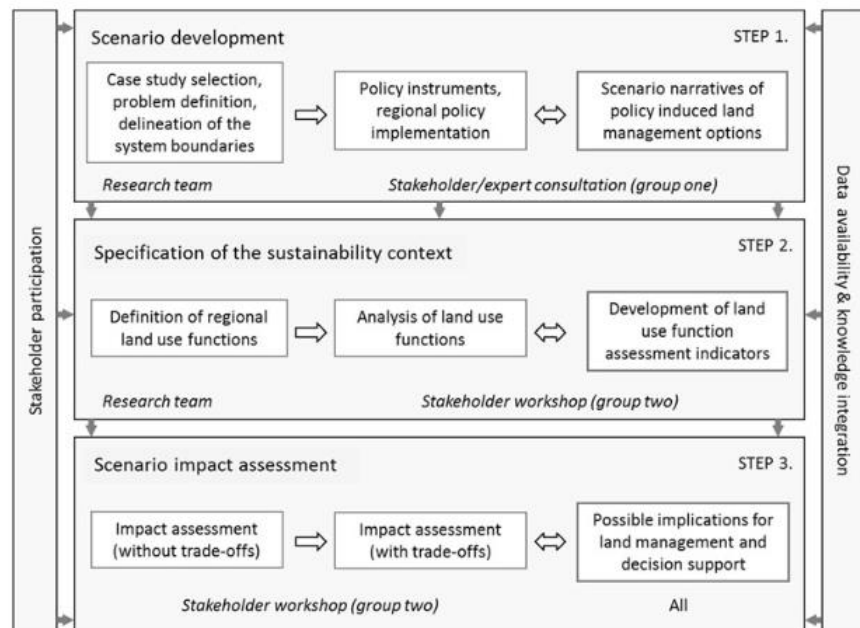 Scenario development
STEP 1.
Case study selection,
problem definition,
delineation of the
system boundaries
Policy instruments,
regional policy
implementation
Scenario narratives of
policy induced land
management options
Research team
Stakeholder/expert consultation (group one)
Stakeholder participation
Data availability & knowledge integration
Specification of the sustainability context
STEP 2.
Definition of regional
land use functions
Analysis of land use
functions
Development of land
use function
assessment indicators
Research team
Stakeholder workshop (group two)
Scenario impact assessment
STEP 3.
Impact assessment
(without trade-offs)
Impact assessment
(with trade-offs)
Possible implications for
land management and
decision support
Stakeholder workshop (group two)
All